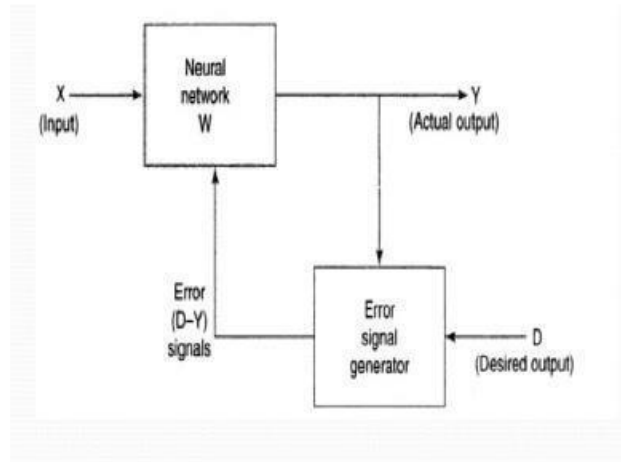 Neural
network
W
X
(Input)
Y
(Actual output)
Error
(D–Y)
signals
Error
signal
generator
D
(Desired output)